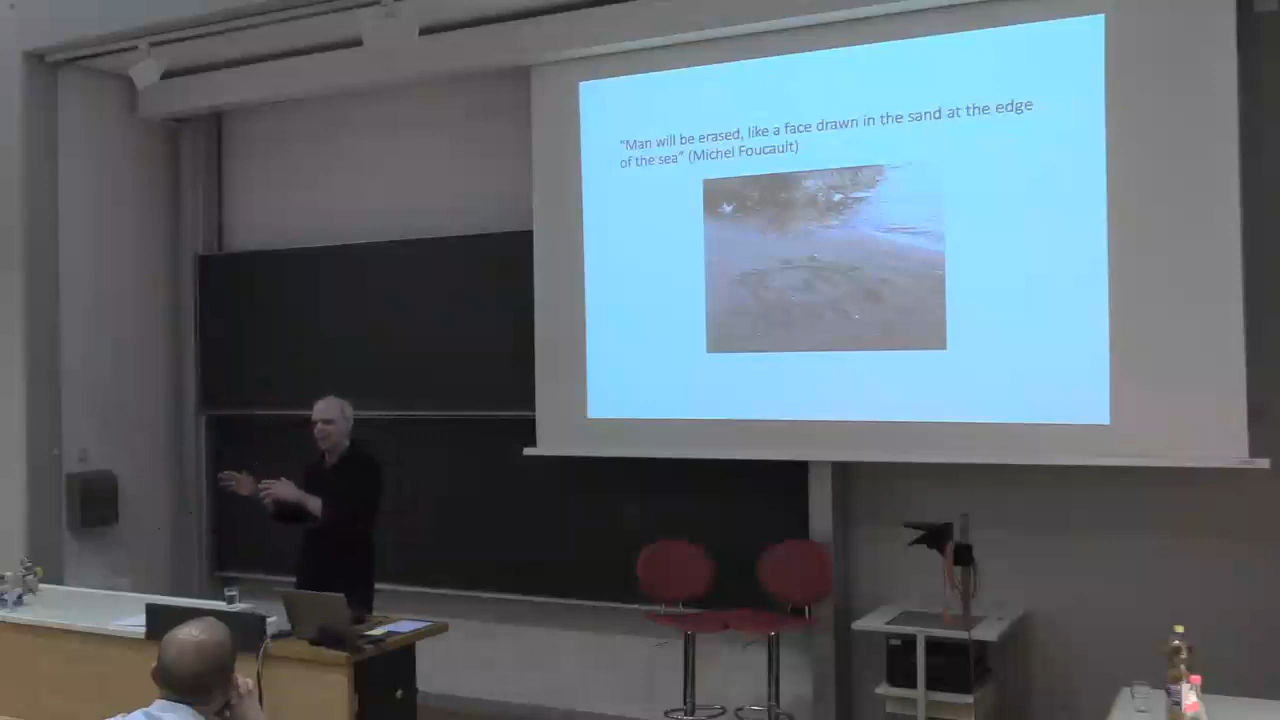 “Man will be erased, like a face drawn in the sand at the edge
of the sea” (Michel Foucault)